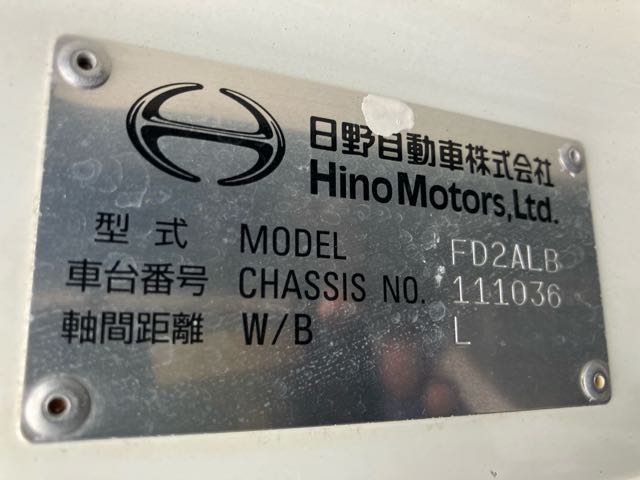 日野自動車株式会社
Hino Motors, Ltd.
型式 MODEL FD2ALB
車台番号 CHASSIS NO. 111036
軸間距離 W/B L